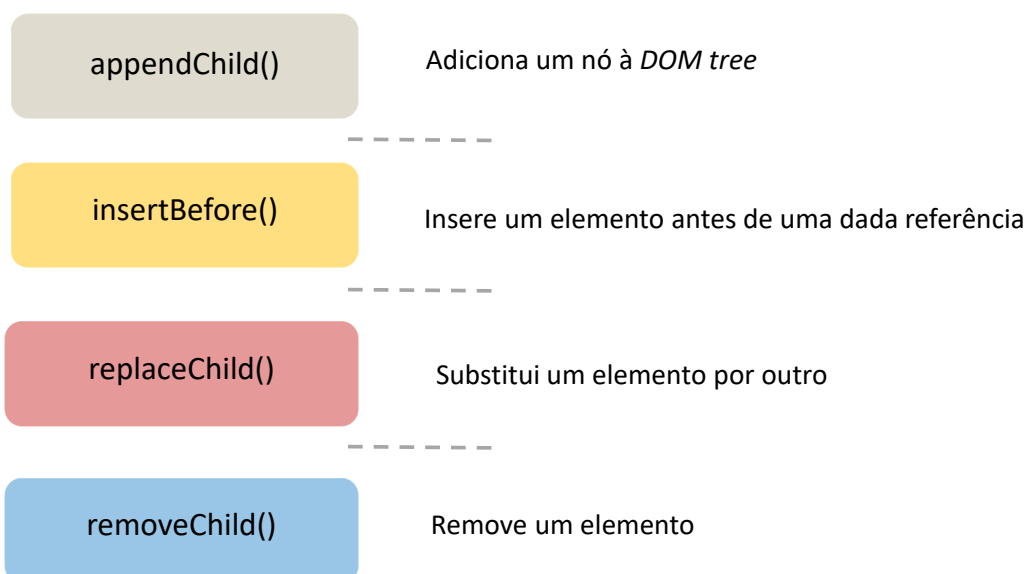 appendChild()
Adiciona um nó à DOM tree
insertBefore()
Insere um elemento antes de uma dada referência
replaceChild()
Substitui um elemento por outro
removeChild()
Remove um elemento